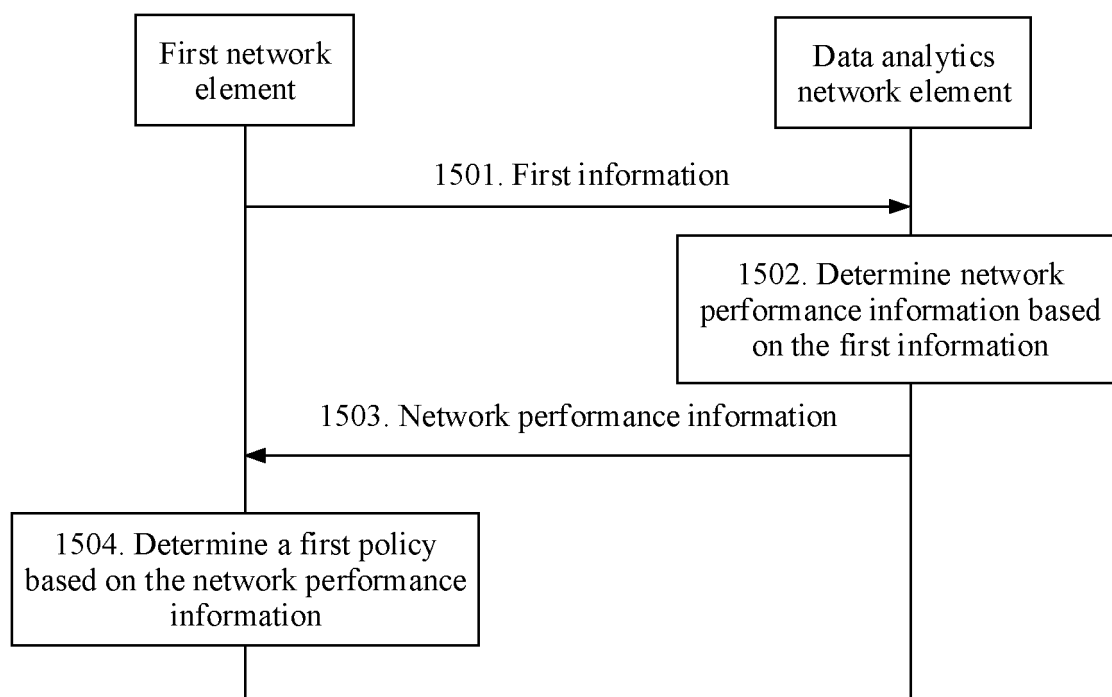 First network
element
Data analytics
network element
1501. First information
1502. Determine network
performance information based
on the first information
1503. Network performance information
1504. Determine a first policy
based on the network performance
information